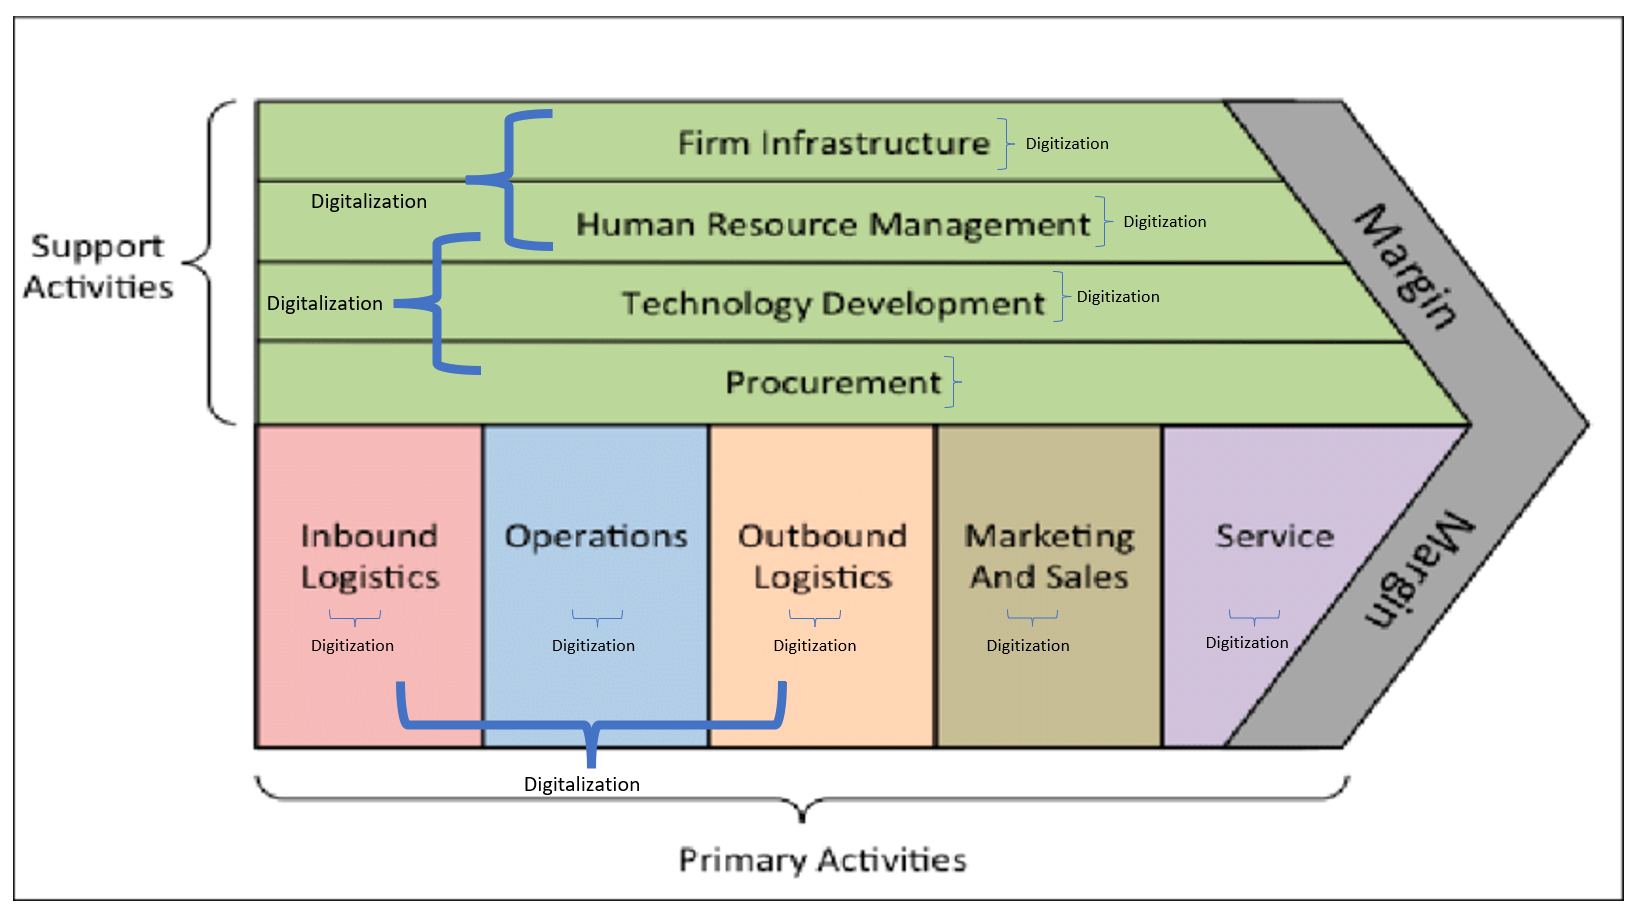 Firm Infrastructure
Digitization
Digitalization
Human Resource Management
Digitization
Support
Activities
Digitalization
Technology Development
Digitization
Procurement
Margin
Margin
Inbound
Logistics
Digitization
Operations
Digitization
Outbound
Logistics
Digitization
Marketing
And Sales
Digitization
Service
Digitization
Digitalization
Primary Activities